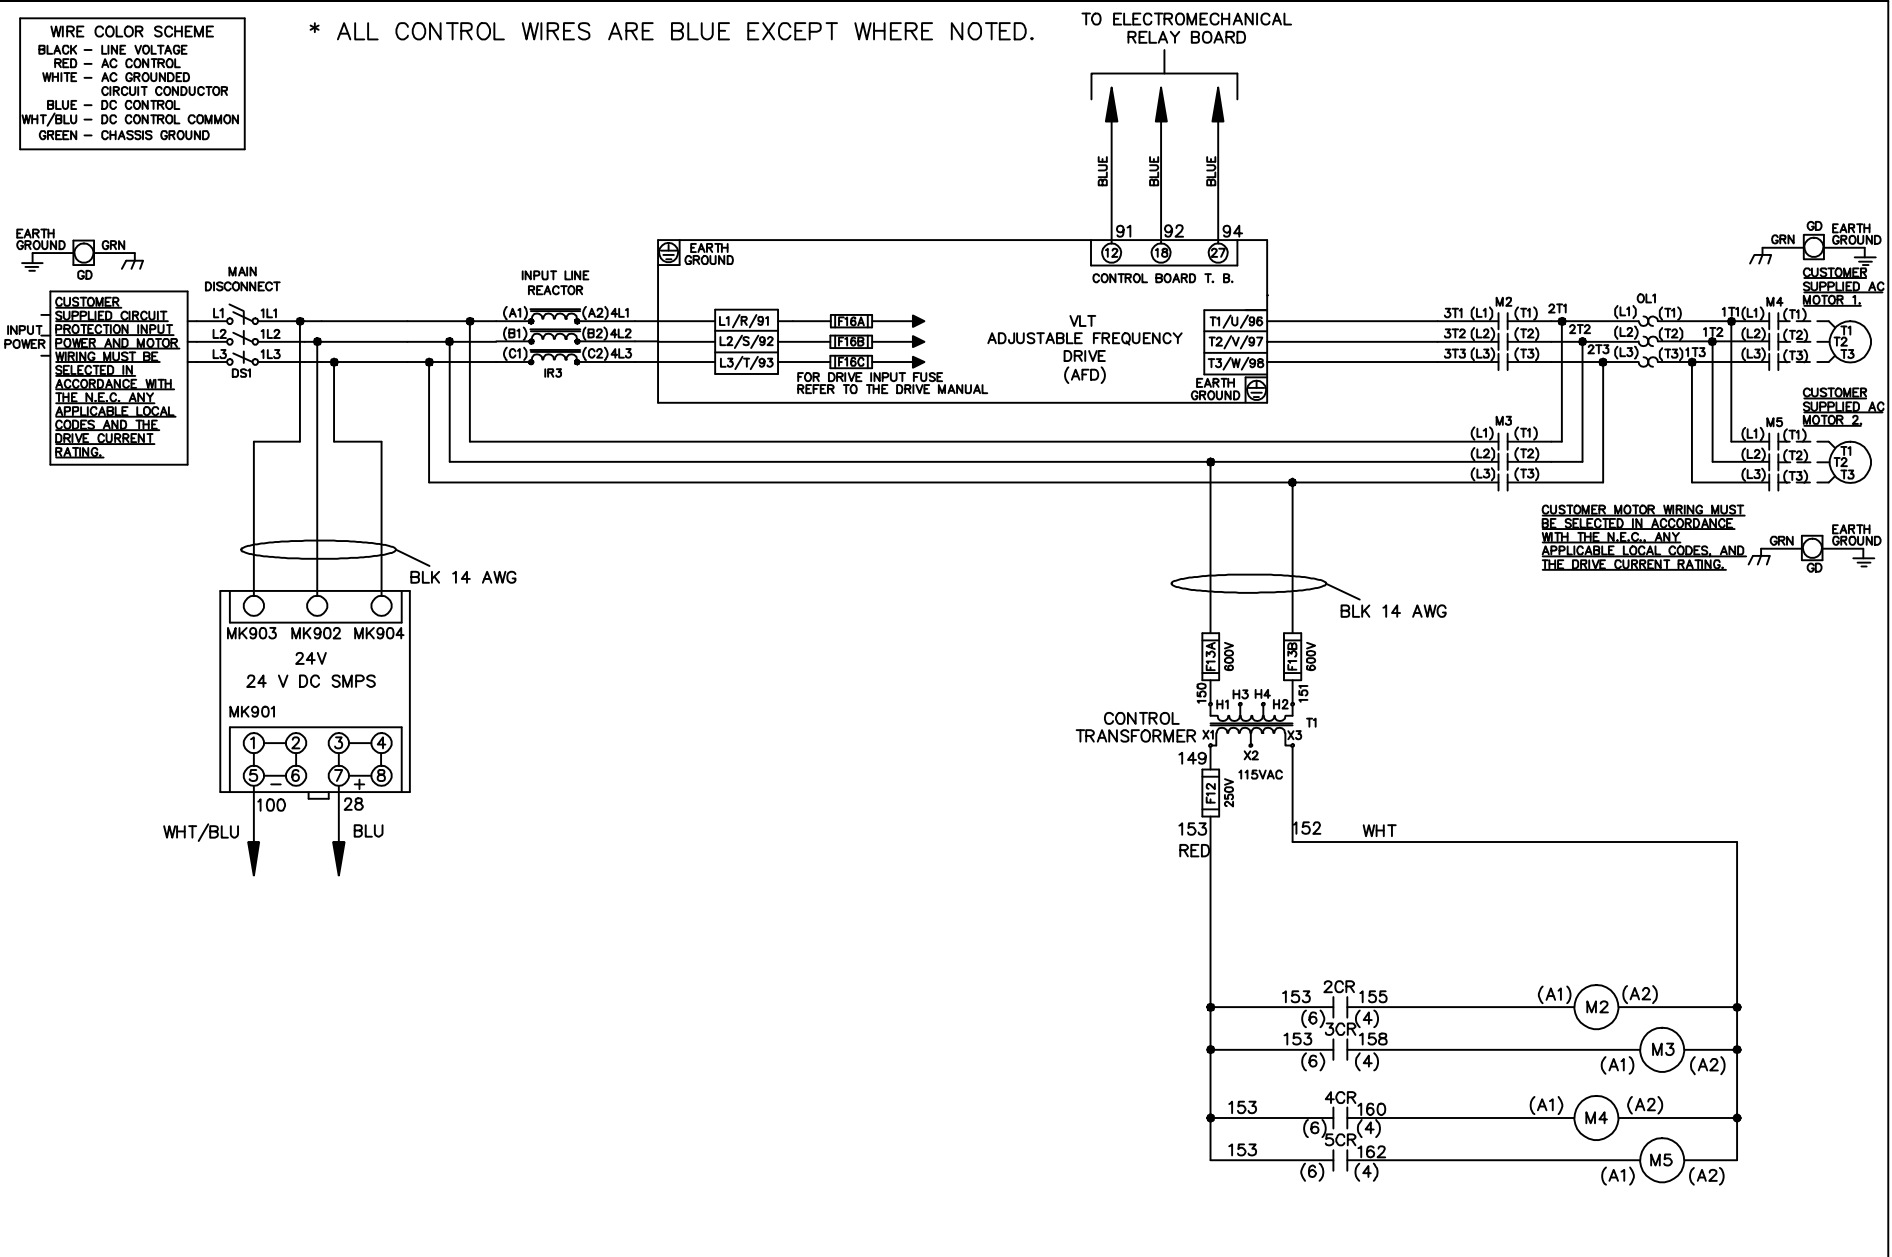 WIRE COLOR SCHEME
BLACK – LINE VOLTAGE
RED – AC CONTROL
WHITE – AC GROUNDED
CIRCUIT CONDUCTOR
BLUE – DC CONTROL
WHT/BLU – DC CONTROL COMMON
GREEN – CHASSIS GROUND
* ALL CONTROL WIRES ARE BLUE EXCEPT WHERE NOTED.
TO ELECTROMECHANICAL
RELAY BOARD
BLUE
BLUE
BLUE
91
92
94
12
18
27
CONTROL BOARD T. B.
EARTH
GROUND
GRN
GD
INPUT
POWER
CUSTOMER
SUPPLIED CIRCUIT
PROTECTION INPUT
POWER AND MOTOR
WIRING MUST BE
SELECTED IN
ACCORDANCE WITH
THE N.E.C. ANY
APPLICABLE LOCAL
CODES AND THE
DRIVE CURRENT
RATING.
MAIN
DISCONNECT
L1
1L1
L2
1L2
L3
1L3
DS1
INPUT LINE
REACTOR
(A1)
(A2)
4L1
(B1)
(B2)
4L2
(C1)
(C2)
4L3
IR3
EARTH
GROUND
L1/R/91
L2/S/92
L3/T/93
F16A
F16B
F16C
FOR DRIVE INPUT FUSE
REFER TO THE DRIVE MANUAL
VLT
ADJUSTABLE FREQUENCY
DRIVE
(AFD)
T1/U/96
T2/V/97
T3/W/98
EARTH
GROUND
M2
3T1 (L1)
(T1)
2T1
3T2 (L2)
(T2)
2T2
3T3 (L3)
(T3)
2T3
OL1
(L1)
(T1)
1T1
(L2)
(T2)
1T2
(L3)
(T3)
1T3
M4
(L1)
(T1)
(L2)
(T2)
(L3)
(T3)
T1
T2
T3
GRN
GD
EARTH
GROUND
CUSTOMER
SUPPLIED AC
MOTOR 1.
M3
(L1)
(T1)
(L2)
(T2)
(L3)
(T3)
CUSTOMER
SUPPLIED AC
MOTOR 2.
M5
(L1)
(T1)
(L2)
(T2)
(L3)
(T3)
T1
T2
T3
CUSTOMER MOTOR WIRING MUST
BE SELECTED IN ACCORDANCE
WITH THE N.E.C., ANY
APPLICABLE LOCAL CODES, AND
THE DRIVE CURRENT RATING.
GRN
GD
EARTH
GROUND
BLK 14 AWG
MK903
MK902
MK904
24V
24 V DC SMPS
MK901
1
2
3
4
5
–
6
7
+
8
100
28
WHT/BLU
BLU
BLK 14 AWG
F13A
600V
F13B
600V
150
151
H1
H3
H4
H2
T1
CONTROL
TRANSFORMER
X1
X2
X3
115VAC
149
F12
250V
153
RED
152
WHT
153
2CR
155
(6)
(4)
(A1)
M2
(A2)
153
3CR
158
(6)
(4)
(A1)
M3
(A2)
153
4CR
160
(6)
(4)
(A1)
M4
(A2)
153
5CR
162
(6)
(4)
(A1)
M5
(A2)